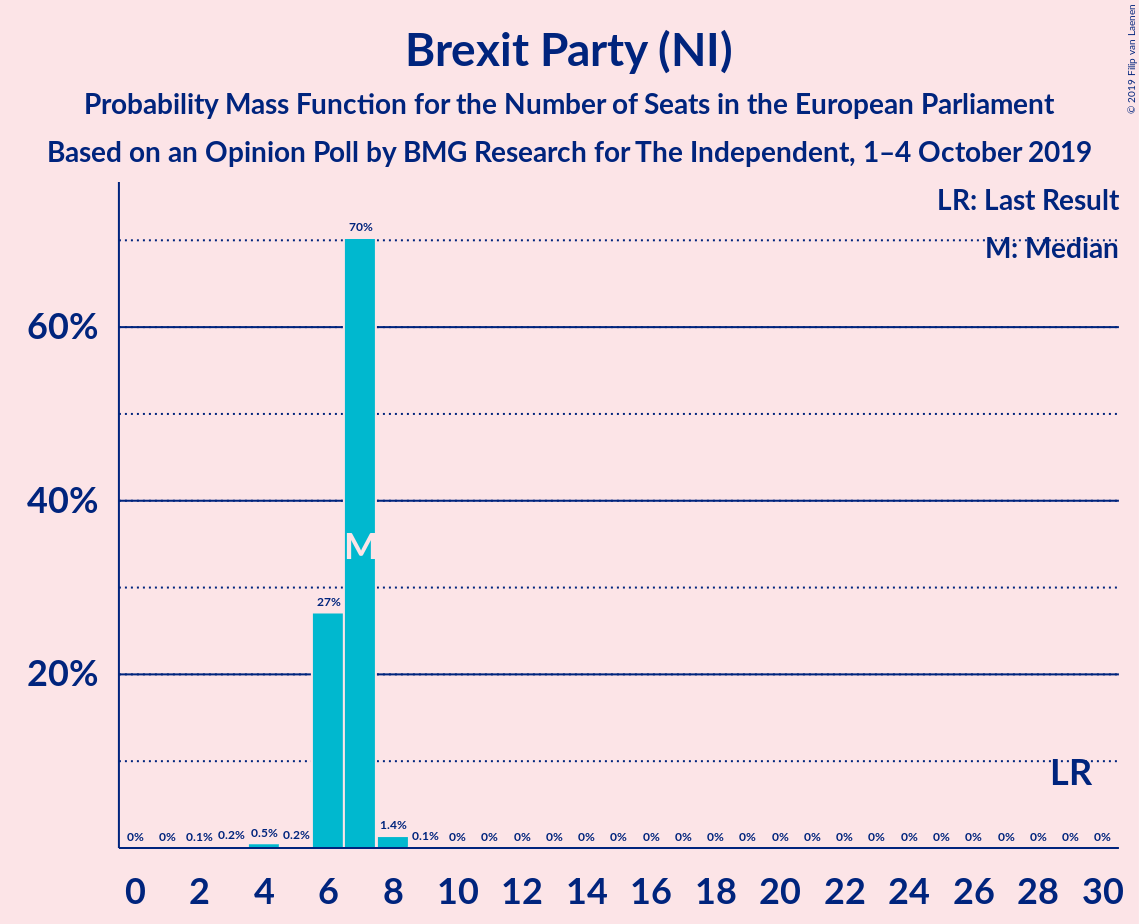 © 2019 Filip van Laenen
Brexit Party (NI)
Probability Mass Function for the Number of Seats in the European Parliament
Based on an Opinion Poll by BMG Research for The Independent, 1–4 October 2019
LR: Last Result
M: Median
70%
60%
40%
M
27%
20%
LR
0% 0% 0.1% 0.2% 0.5% 0.2% 1.4% 0.1% 0% 0% 0% 0% 0% 0% 0% 0% 0% 0% 0% 0% 0% 0% 0% 0% 0% 0% 0% 0% 0%
0 2 4 6 8 10 12 14 16 18 20 22 24 26 28 30